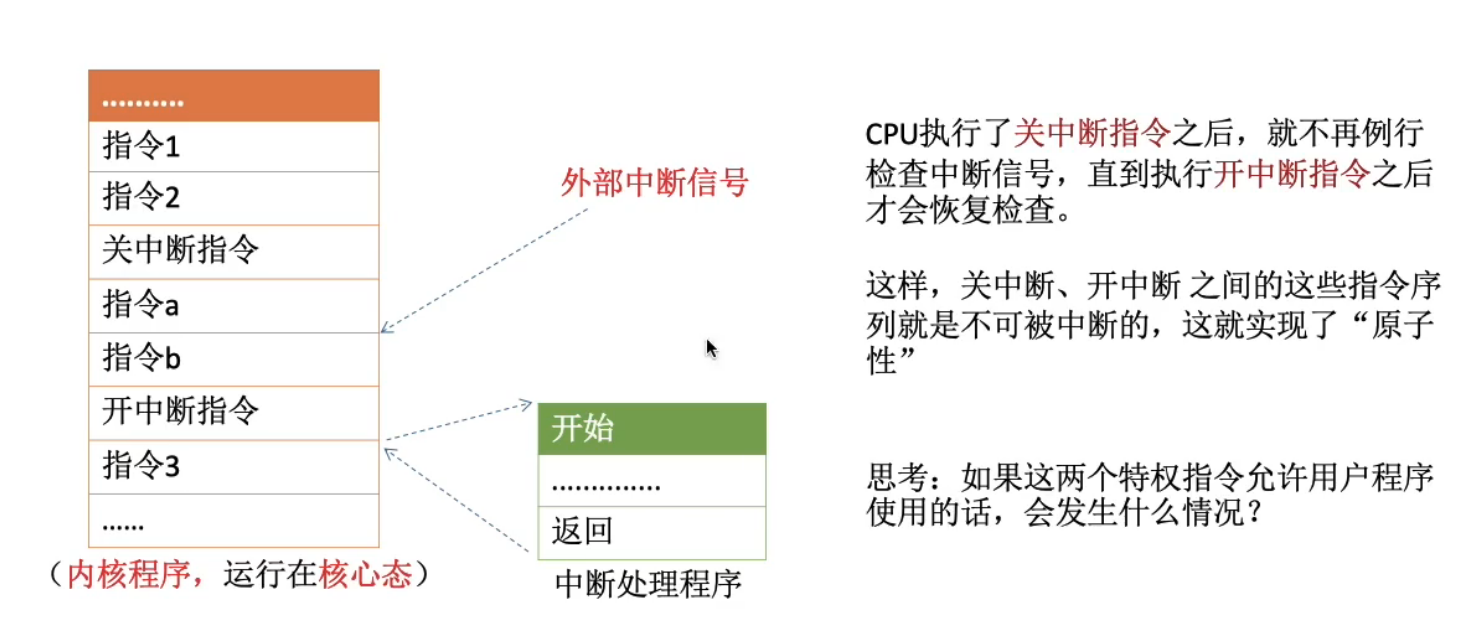 ..........
指令1
指令2
关中断指令
指令a
指令b
开中断指令
指令3
......
（内核程序，运行在核心态）
外部中断信号
开始
..............
返回
中断处理程序
CPU执行了关中断指令之后，就不再例行
检查中断信号，直到执行开中断指令之后
才会恢复检查。
这样，关中断、开中断 之间的这些指令序
列就是不可被中断的，这就实现了“原子
性”
思考：如果这两个特权指令允许用户程序
使用的话，会发生什么情况？